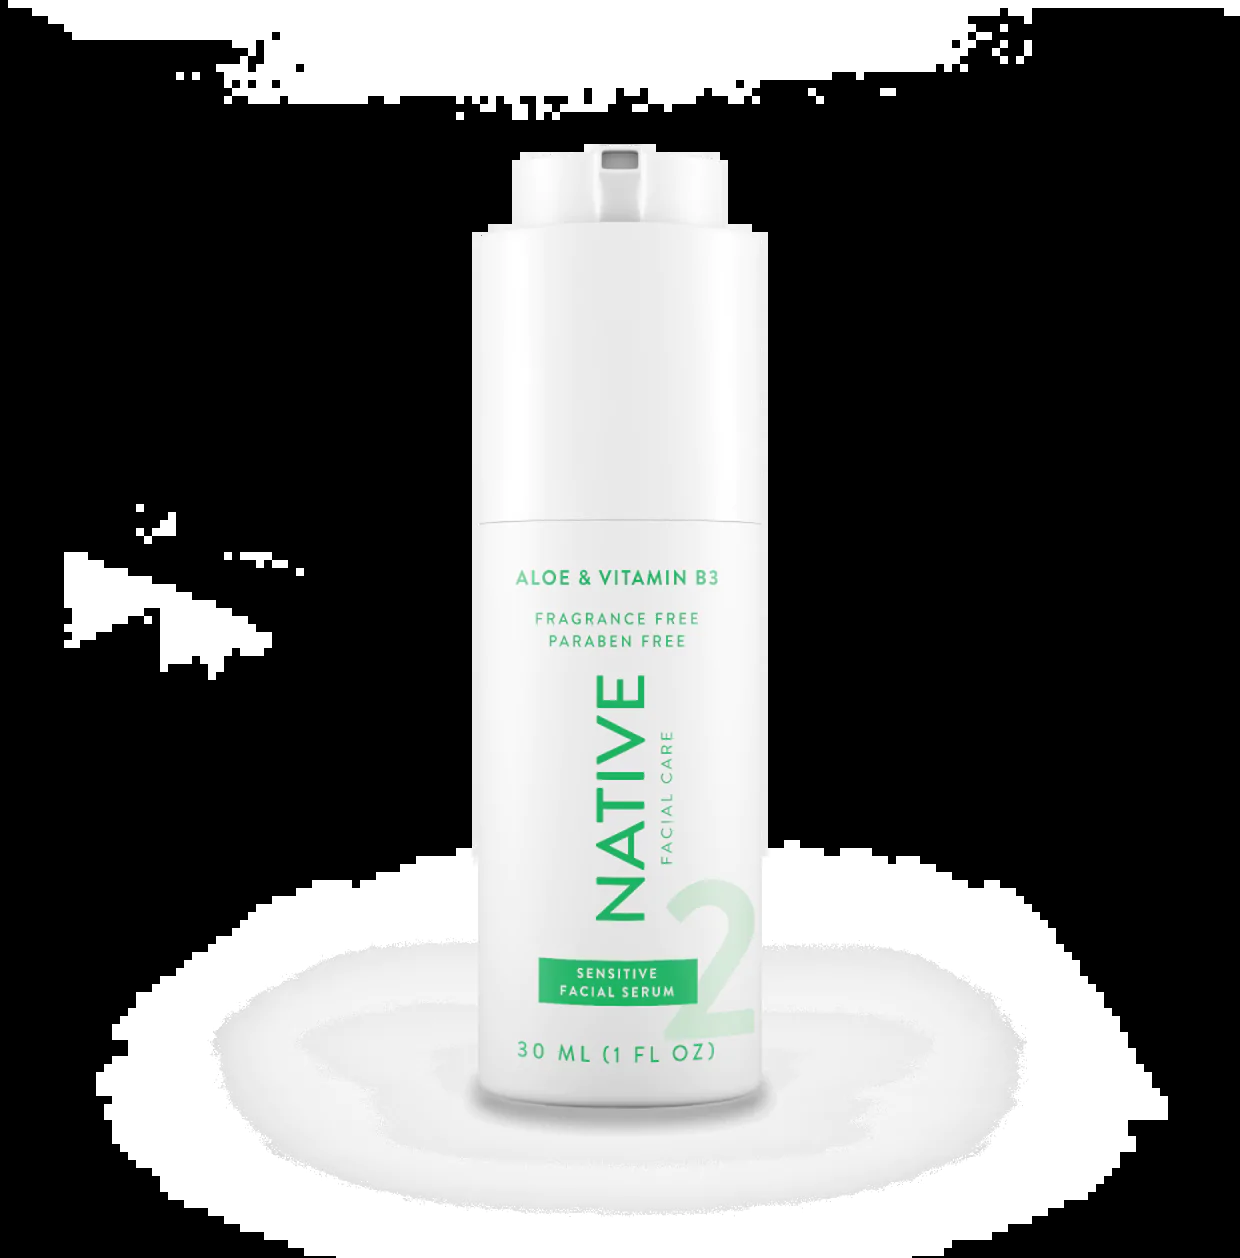 ALOE & VITAMIN B3
FRAGRANCE FREE
PARABEN FREE
NATIVE
FACIAL CARE
2
SENSITIVE
FACIAL SERUM
30 ML (1 FL OZ)